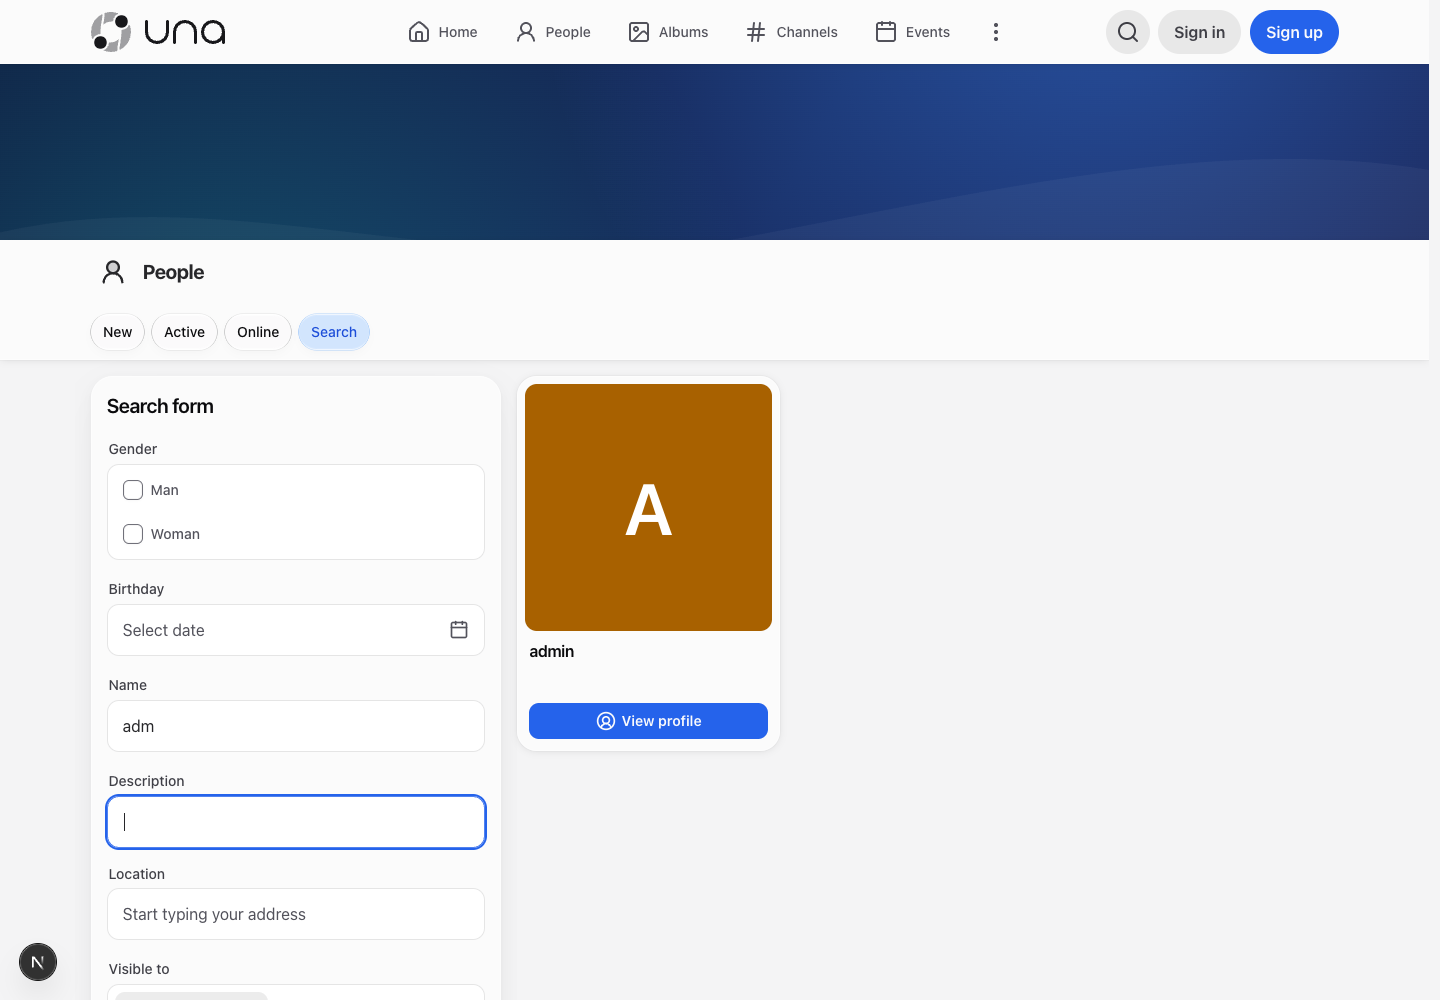 una
Home
People
Albums
Channels
Events
Sign in
Sign up
People
New
Active
Online
Search
Search form
Gender
Man
Woman
Birthday
Select date
Name
adm
Description
Location
Start typing your address
Visible to
A
admin
View profile
N